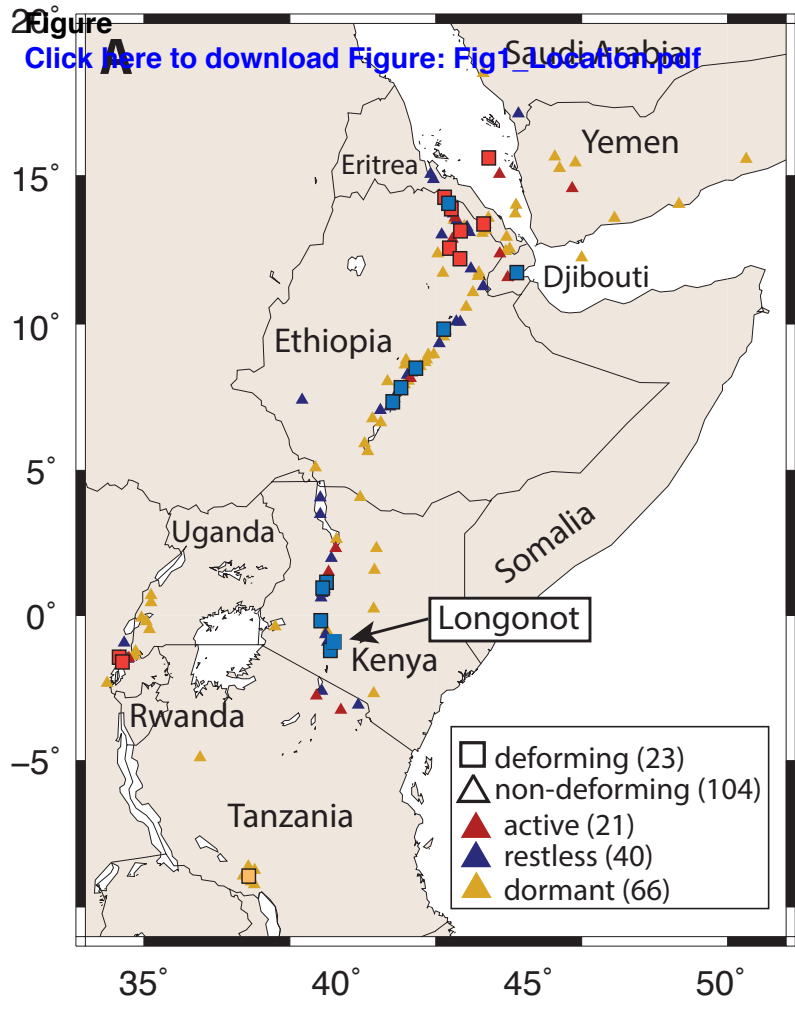 Figure
Click here to download Figure: Fig1_Location.pdf
A
20°
Saudi Arabia
Yemen
Eritrea
15°
Djibouti
10°
Ethiopia
5°
Uganda
Somalia
0°
Longonot
Kenya
Rwanda
−5°
Tanzania
deforming (23)
non-deforming (104)
active (21)
restless (40)
dormant (66)
35° 40° 45° 50°